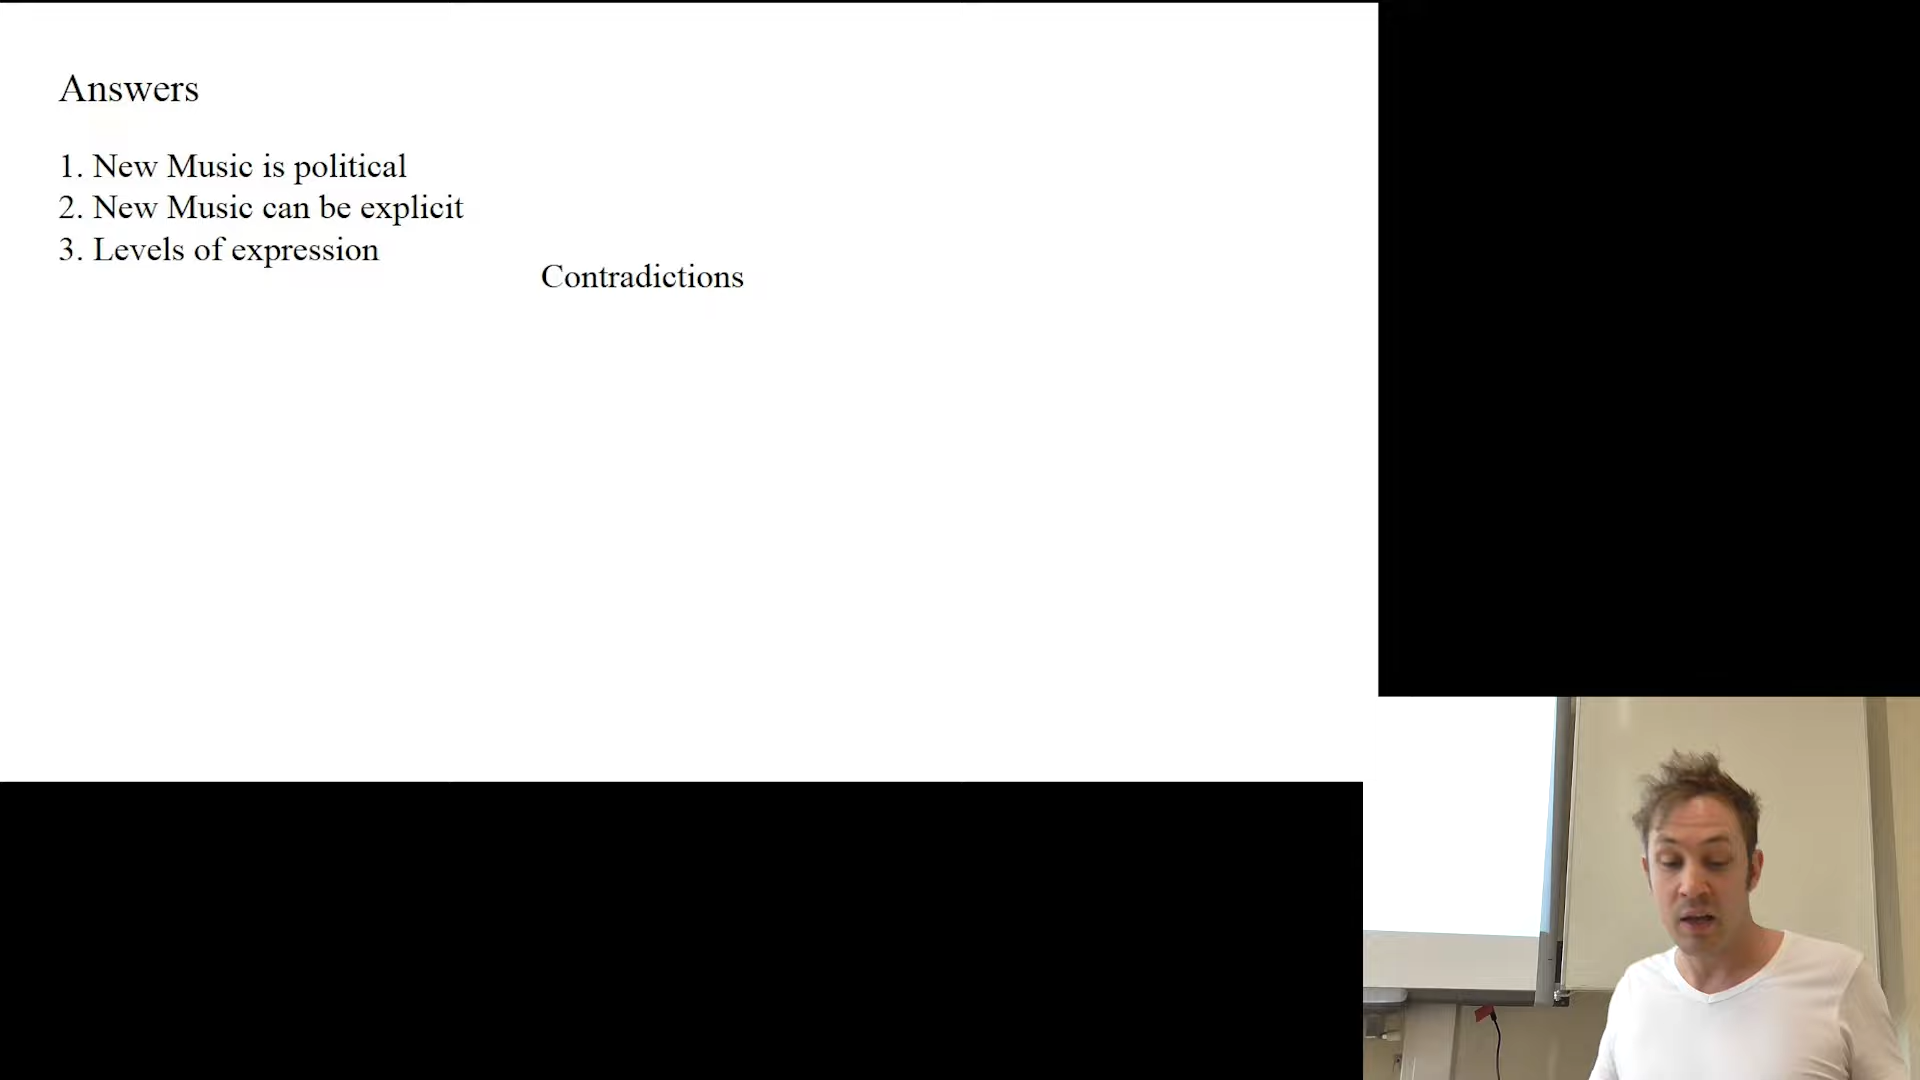 Answers
1. New Music is political
2. New Music can be explicit
3. Levels of expression
Contradictions